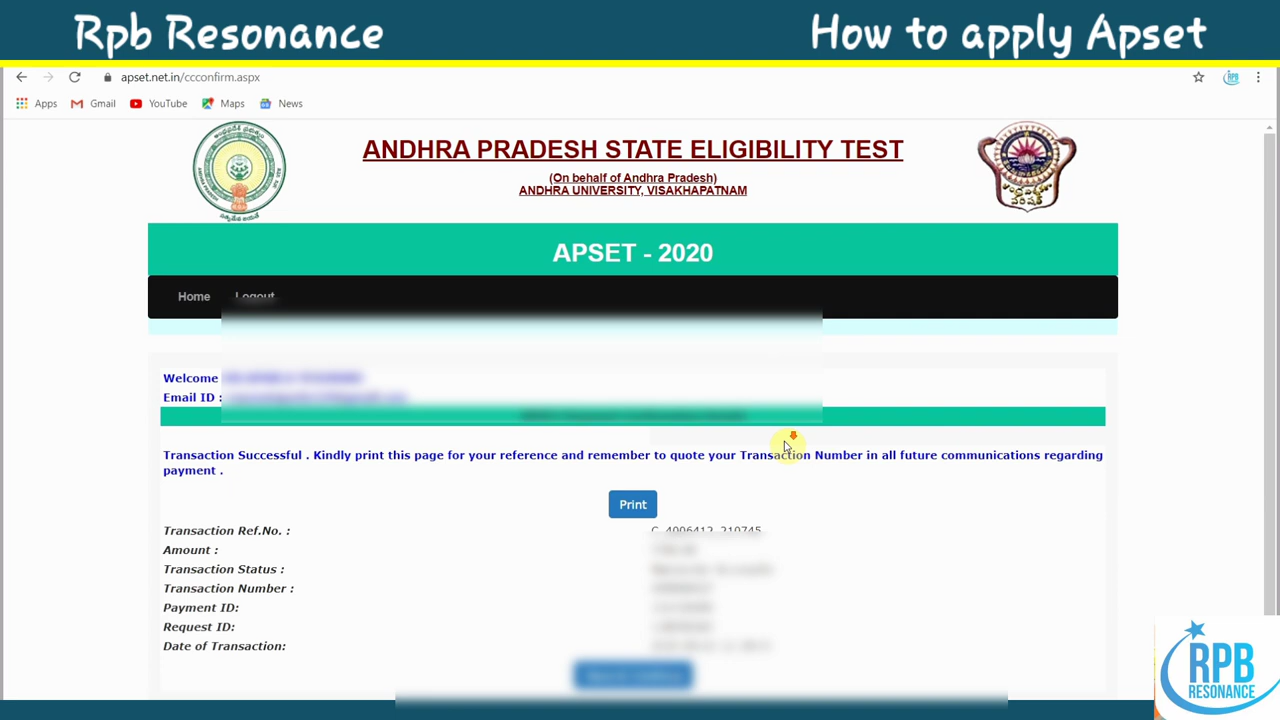 Rpb Resonance
How to apply Apset
apset.net.in/ccconfirm.aspx
RPB
Apps Gmail YouTube Maps News
ANDHRA PRADESH STATE ELIGIBILITY TEST
(On behalf of Andhra Pradesh)
ANDHRA UNIVERSITY, VISAKHAPATNAM
APSET - 2020
Home Logout
Welcome
Email ID :
Transaction Successful . Kindly print this page for your reference and remember to quote your Transaction Number in all future communications regarding
payment .
Print
Transaction Ref.No. :
Amount :
Transaction Status :
Transaction Number :
Payment ID:
Request ID:
Date of Transaction:
RPB
RESONANCE